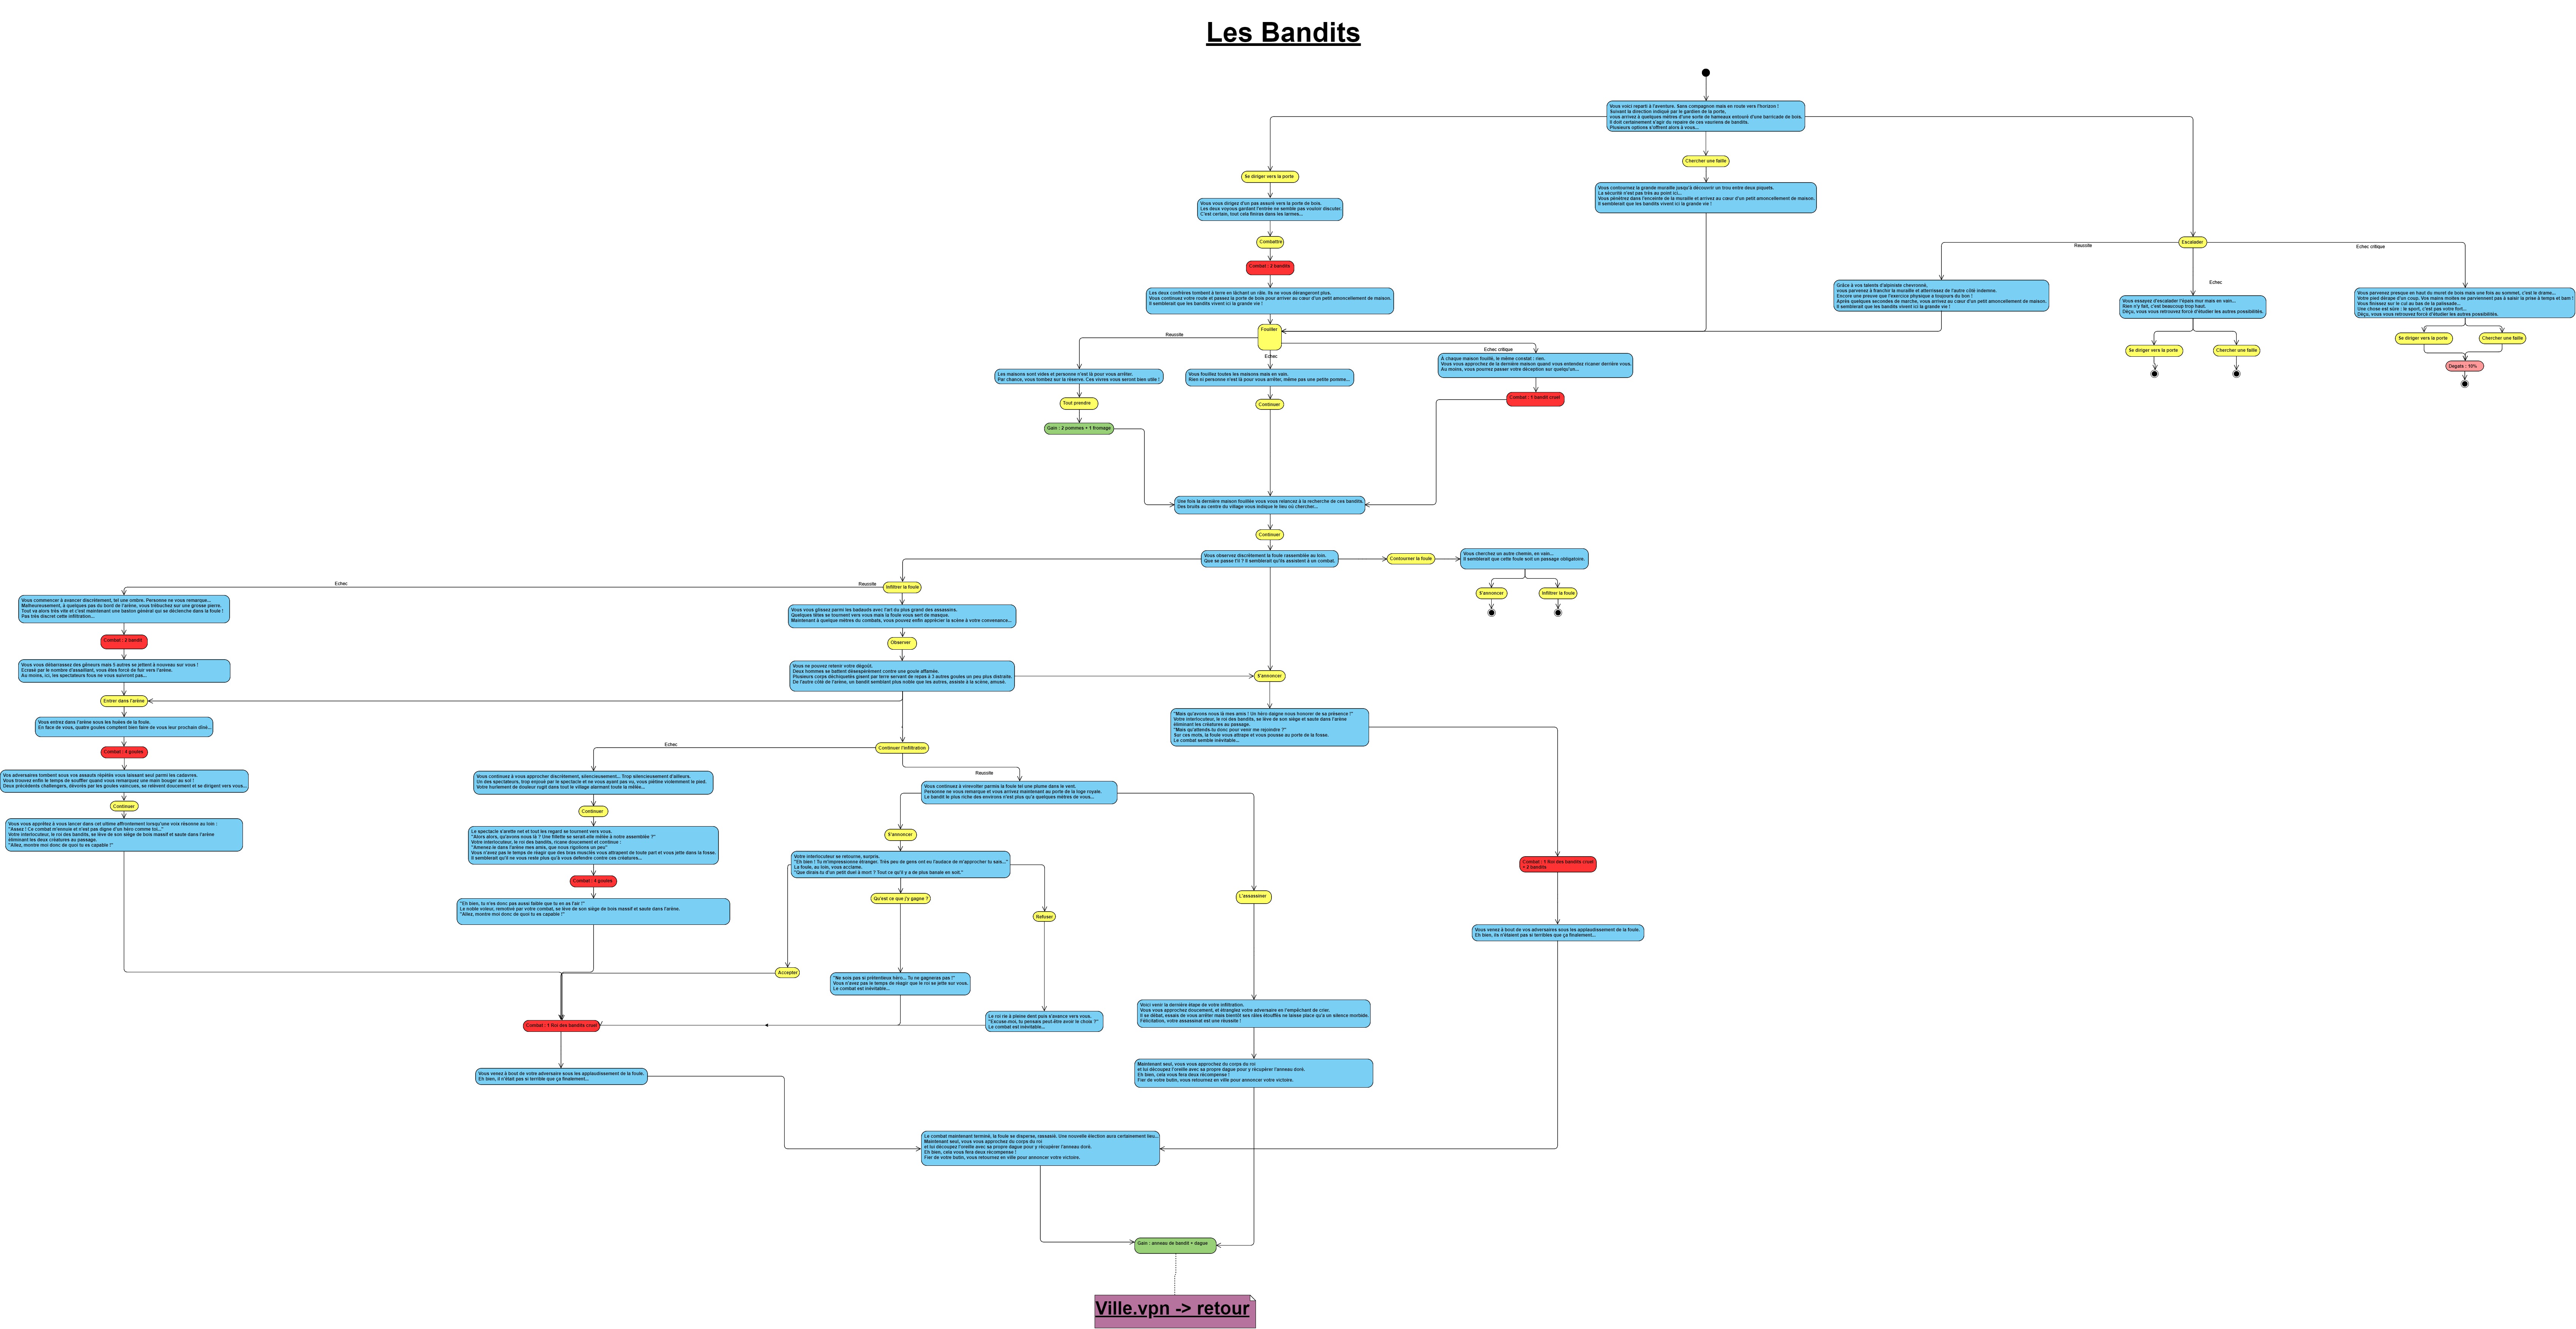 Les Bandits
Vous voici reparti à l'aventure. Sans compagnon mais en route vers l'horizon !
Suivant la direction indiqué par le gardien de la porte,
vous arrivez à quelques mètres d'une sorte de hameaux entouré d'une barricade de bois.
Il doit certainement s'agir du repaire de ces vauriens de bandits.
Plusieurs options s'offrent alors à vous...
Chercher une faille
Se diriger vers la porte
Vous contournez la grande muraille jusqu'à découvrir un trou entre deux piquets.
La sécurité n'est pas très au point ici...
Vous pénétrez dans l'enceinte de la muraille et arrivez au cœur d'un petit amoncellement de maison.
Il semblerait que les bandits vivent ici la grande vie !
Vous vous dirigez d'un pas assuré vers la porte de bois.
Les deux voyous gardant l'entrée ne semble pas vouloir discuter.
C'est certain, tout cela finiras dans les larmes...
Combattre
Escalader
Reussite
Echec critique
Combat : 2 bandits
Echec
Grâce à vos talents d'alpiniste chevronné,
vous parvenez à franchir la muraille et atterrissez de l'autre côté indemne.
Encore une preuve que l'exercice physique a toujours du bon !
Après quelques secondes de marche, vous arrivez au cœur d'un petit amoncellement de maison.
Il semblerait que les bandits vivent ici la grande vie !
Les deux confrères tombent à terre en lâchant un râle. Ils ne vous dérangeront plus.
Vous continuez votre route et passez la porte de bois pour arriver au cœur d'un petit amoncellement de maison.
Il semblerait que les bandits vivent ici la grande vie !
Vous essayez d'escalader l'épais mur mais en vain...
Rien n'y fait, c'est beaucoup trop haut.
Déçu, vous vous retrouvez forcé d'étudier les autres possibilités.
Vous parvenez presque en haut du muret de bois mais une fois au sommet, c'est le drame...
Votre pied dérape d'un coup. Vos mains moites ne parviennent pas à saisir la prise à temps et bam !
Vous finissez sur le cul au bas de la palissade...
Une chose est sûre : le sport, c'est pas votre fort...
Déçu, vous vous retrouvez forcé d'étudier les autres possibilités.
Fouiller
Reussite
Echec
Echec critique
Se diriger vers la porte
Chercher une faille
Se diriger vers la porte
Chercher une faille
Degats : 10%
Les maisons sont vides et personne n'est là pour vous arrêter.
Par chance, vous tombez sur la réserve. Ces vivres vous seront bien utile !
Vous fouillez toutes les maisons mais en vain.
Rien ni personne n'est là pour vous arrêter, même pas une petite pomme...
À chaque maison fouillé, le même constat : rien.
Vous vous approchez de la dernière maison quand vous entendez ricaner derrière vous.
Au moins, vous pourrez passer votre déception sur quelqu'un...
Tout prendre
Continuer
Combat : 1 bandit cruel
Gain : 2 pommes + 1 fromage
Une fois la dernière maison fouillée vous vous relancez à la recherche de ces bandits.
Des bruits au centre du village vous indique le lieu où chercher...
Continuer
Vous observez discrètement la foule rassemblée au loin.
Que se passe t'il ? Il semblerait qu'ils assistent à un combat.
Contourner la foule
Vous cherchez un autre chemin, en vain...
Il semblerait que cette foule soit un passage obligatoire.
S'annoncer
Infiltrer la foule
Echec
Reussite
Infiltrer la foule
Vous commencer à avancer discrètement, tel une ombre. Personne ne vous remarque...
Malheureusement, à quelques pas du bord de l'arène, vous trébuchez sur une grosse pierre.
Tout va alors très vite et c'est maintenant une baston général qui se déclenche dans la foule !
Pas très discret cette infiltration...
Vous vous glissez parmi les badauds avec l'art du plus grand des assassins.
Quelques têtes se tournent vers vous mais la foule vous sert de masque.
Maintenant à quelque mètres du combats, vous pouvez enfin apprécier la scène à votre convenance...
Combat : 2 bandit
Observer
Vous vous débarrassez des gêneurs mais 5 autres se jettent à nouveau sur vous !
Ecrasé par le nombre d'assaillant, vous êtes forcé de fuir vers l'arène.
Au moins, ici, les spectateurs fous ne vous suivront pas...
Vous ne pouvez retenir votre dégoût.
Deux hommes se battent désespérément contre une goule affamée.
Plusieurs corps déchiquetés gisent par terre servant de repas à 3 autres goules un peu plus distraite.
De l'autre côté de l'arène, un bandit semblant plus noble que les autres, assiste à la scène, amusé.
S'annoncer
Entrer dans l'arène
Vous entrez dans l'arène sous les huées de la foule.
En face de vous, quatre goules comptent bien faire de vous leur prochain dîné...
"Mais qu'avons nous là mes amis ! Un héro daigne nous honorer de sa présence !"
Votre interlocuteur, le roi des bandits, se lève de son siège et saute dans l'arène
éliminant les créatures au passage.
"Mais qu'attends tu donc pour venir me rejoindre ?"
Sur ces mots, la foule vous attrape et vous pousse au porte de la fosse.
Le combat semble inévitable...
Combat : 4 goules
Echec
Continuer l'infiltration
Reussite
Vos adversaires tombent sous vos assauts répétés vous laissant seul parmi les cadavres.
Vous trouvez enfin le temps de souffler quand vous remarquez une main bouger au sol !
Deux précédents challengers, dévorés par les goules vaincues, se relèvent doucement et se dirigent vers vous...
Vous continuez à vous approcher discrètement, silencieusement... Trop silencieusement d'ailleurs.
Un des spectateurs, trop enjoué par le spectacle et ne vous ayant pas vu, vous piétine violemment le pied.
Votre hurlement de douleur rugit dans tout le village alarmant toute la mêlée...
Vous continuez à virevolter parmis la foule tel une plume dans le vent.
Personne ne vous remarque et vous arrivez maintenant au porte de la loge royale.
Le bandit le plus riche des environs n'est plus qu'a quelques mètres de vous...
Continuer
Continuer
Vous vous apprêtez à vous lancer dans cet ultime affrontement lorsqu'une voix résonne au loin :
"Assez ! Ce combat m'ennuie et n'est pas digne d'un héro comme toi..."
Votre interlocuteur, le roi des bandits, se lève de son siège de bois massif et saute dans l'arène
éliminant les deux créatures au passage.
"Allez, montre moi donc de quoi tu es capable !"
Le spectacle s'arette net et tout les regard se tournent vers vous.
"Alors alors, qu'avons nous là ? Une fillette se serait-elle mêlée à notre assemblée ?"
Votre interlocuteur, le roi des bandits, ricane doucement et continue :
"Amenez le dans l'arène mes amis, que nous rigolions un peu"
Vous n'avez pas le temps de réagir que des bras musclés vous attrapent de toute part et vous jette dans la fosse.
Il semblerait qu'il ne vous reste plus qu'à vous defendre contre ces créatures...
S'annoncer
Votre interlocuteur se retourne, surpris.
"Eh bien ! Tu m'impressionne étranger. Très peu de gens ont eu l'audace de m'approcher tu sais..."
La foule, au loin, vous acclame.
"Que dirais-tu d'un petit duel à mort ? Tout ce qu'il y a de plus banale en soit."
Combat : 1 Roi des bandits cruel
+ 2 bandits
Combat : 4 goules
Qu'est ce que j'y gagne ?
L'assassiner
"Eh bien, tu n'es donc pas aussi faible que tu en as l'air !"
Le noble voleur, remotivé par votre combat, se lève de son siège de bois massif et saute dans l'arène.
"Allez, montre moi donc de quoi tu es capable !"
Refuser
Vous venez à bout de vos adversaires sous les applaudissement de la foule.
Eh bien, ils n'étaient pas si terribles que ça finalement...
Accepter
"Ne sois pas si prétentieux héro... Tu ne gagneras pas !"
Vous n'avez pas le temps de réagir que le roi se jette sur vous.
Le combat est inévitable...
Voici venir la dernière étape de votre infiltration.
Vous vous approchez doucement, et étranglez votre adversaire en l'empêchant de crier.
Il se débat, essais de vous arrêter mais bientôt ses râles étouffés ne laisse place qu'a un silence morbide.
Félicitation, votre assassinat est une réussite !
Le roi rie à pleine dent puis s'avance vers vous.
"Excuse moi, tu pensais peut-être avoir le choix ?"
Le combat est inévitable...
Combat : 1 Roi des bandits cruel
Maintenant seul, vous vous approchez du corps du roi
et lui découpez l'oreille avec sa propre dague pour y récupérer l'anneau doré.
Eh bien, cela vous fera deux récompense !
Fier de votre butin, vous retournez en ville pour annoncer votre victoire.
Vous venez à bout de votre adversaire sous les applaudissement de la foule.
Eh bien, il n'était pas si terrible que ça finalement...
Le combat maintenant terminé, la foule se disperse, rassasié. Une nouvelle élection aura certainement lieu...
Maintenant seul, vous vous approchez du corps du roi
et lui découpez l'oreille avec sa propre dague pour y récupérer l'anneau doré.
Eh bien, cela vous fera deux récompense !
Fier de votre butin, vous retournez en ville pour annoncer votre victoire.
Gain : anneau de bandit + dague
Ville.vpn -> retour